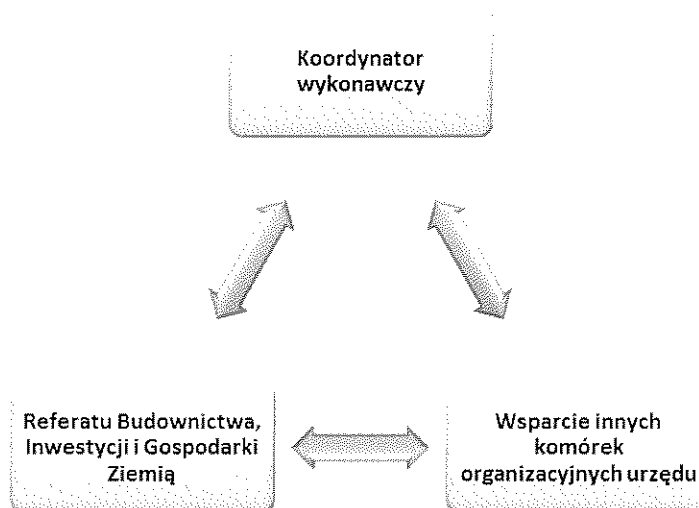 Koordynator
wykonawczy
Referatu Budownictwa,
Inwestycji i Gospodarki
Ziemią
Wsparcie innych
komórek
organizacyjnych urzędu